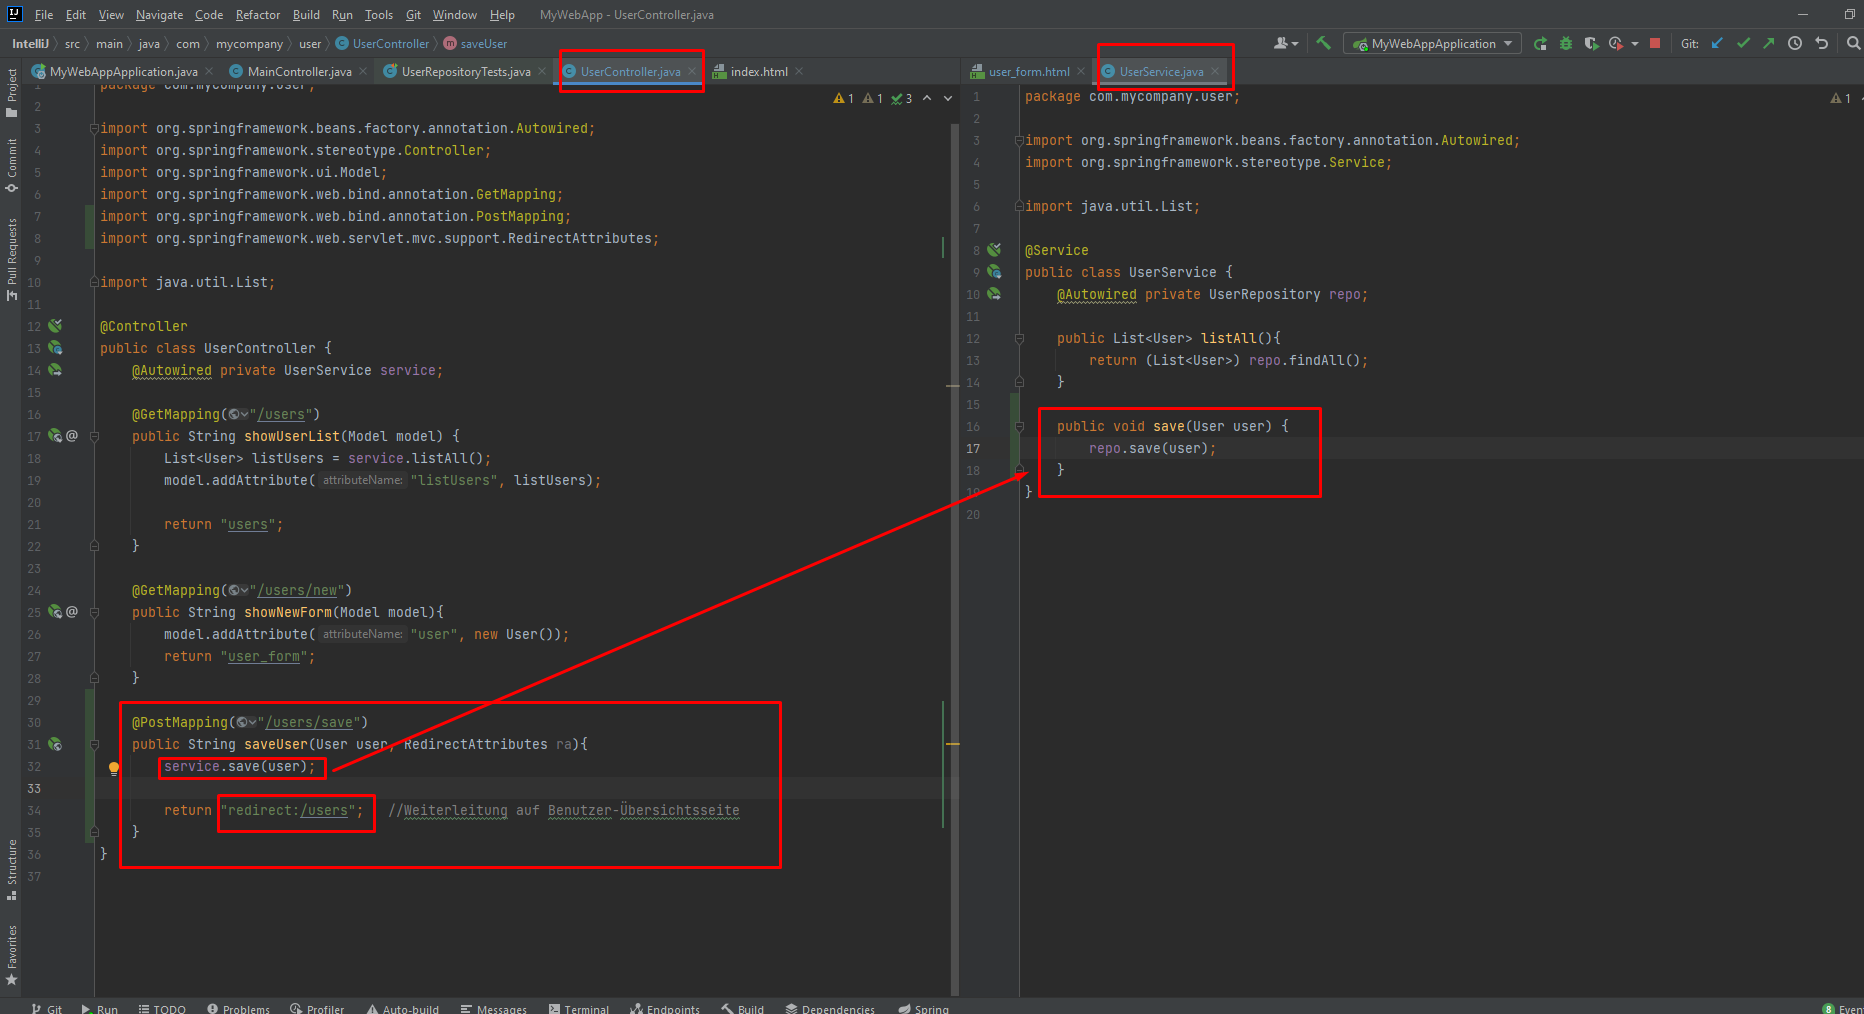 File Edit View Navigate Code Refactor Build Run Tools Git Window Help MyWebApp - UserController.java
IntelliJ src main java com mycompany user UserController saveUser
MyWebAppApplication Git:
MyWebAppApplication.java MainController.java UserRepositoryTests.java UserController.java index.html
user_form.html UserService.java
Project
Commit
Pull Requests
Structure
Favorites
1 1 3
1 package com.mycompany.user;
2
3 import org.springframework.beans.factory.annotation.Autowired;
4 import org.springframework.stereotype.Controller;
5 import org.springframework.ui.Model;
6 import org.springframework.web.bind.annotation.GetMapping;
7 import org.springframework.web.bind.annotation.PostMapping;
8 import org.springframework.web.servlet.mvc.support.RedirectAttributes;
9
10 import java.util.List;
11
12 @Controller
13 public class UserController {
14 @Autowired private UserService service;
15
16 @GetMapping("/users")
17 public String showUserList(Model model) {
18 List<User> listUsers = service.listAll();
19 model.addAttribute( attributeName: "listUsers", listUsers);
20
21 return "users";
22 }
23
24 @GetMapping("/users/new")
25 public String showNewForm(Model model){
26 model.addAttribute( attributeName: "user", new User());
27 return "user_form";
28 }
29
30 @PostMapping("/users/save")
31 public String saveUser(User user, RedirectAttributes ra){
32 service.save(user);
33
34 return "redirect:/users"; //Weiterleitung auf Benutzer-Übersichtsseite
35 }
36 }
37
1
1 package com.mycompany.user;
2
3 import org.springframework.beans.factory.annotation.Autowired;
4 import org.springframework.stereotype.Service;
5
6 import java.util.List;
7
8 @Service
9 public class UserService {
10 @Autowired private UserRepository repo;
11
12 public List<User> listAll(){
13 return (List<User>) repo.findAll();
14 }
15
16 public void save(User user) {
17 repo.save(user);
18 }
19 }
20
Git Run TODO Problems Profiler Auto-build Messages Terminal Endpoints Build Dependencies Spring 8 Even